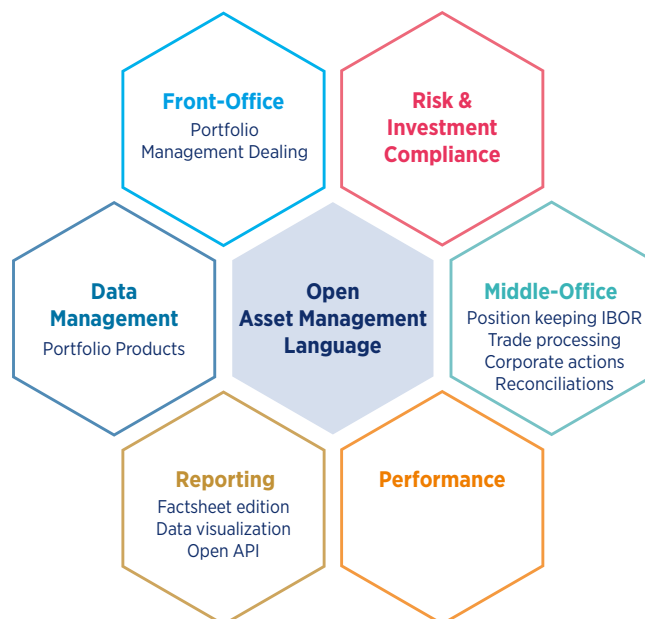 Front-Office
Portfolio
Management Dealing
Risk &
Investment
Compliance
Data
Management
Portfolio Products
Open
Asset Management
Language
Middle-Office
Position keeping IBOR
Trade processing
Corporate actions
Reconciliations
Reporting
Factsheet edition
Data visualization
Open API
Performance